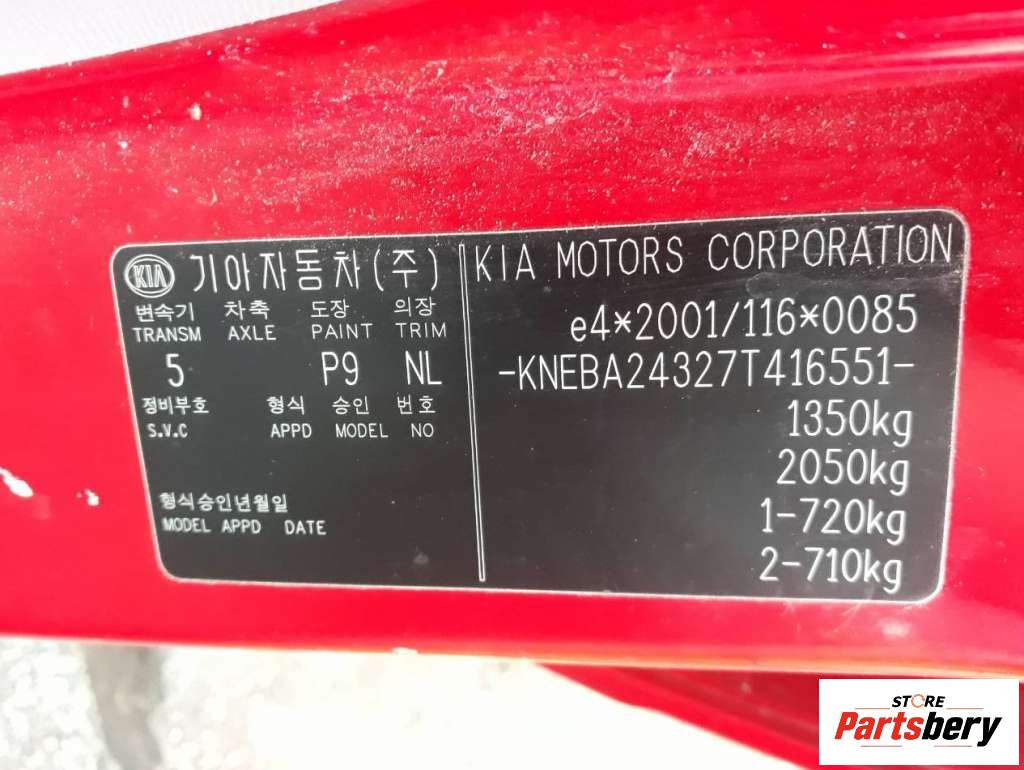 KIA 기아자동차(주)
변속기 차축 도장 의장
TRANSM AXLE PAINT TRIM
5 P9 NL
정비부호 형식 승인 번호
S.V.C APPD MODEL NO
형식승인년월일
MODEL APPD DATE
KIA MOTORS CORPORATION
e4*2001/116*0085
-KNEBA24327T416551-
1350kg
2050kg
1-720kg
2-710kg
STORE
Partsbery